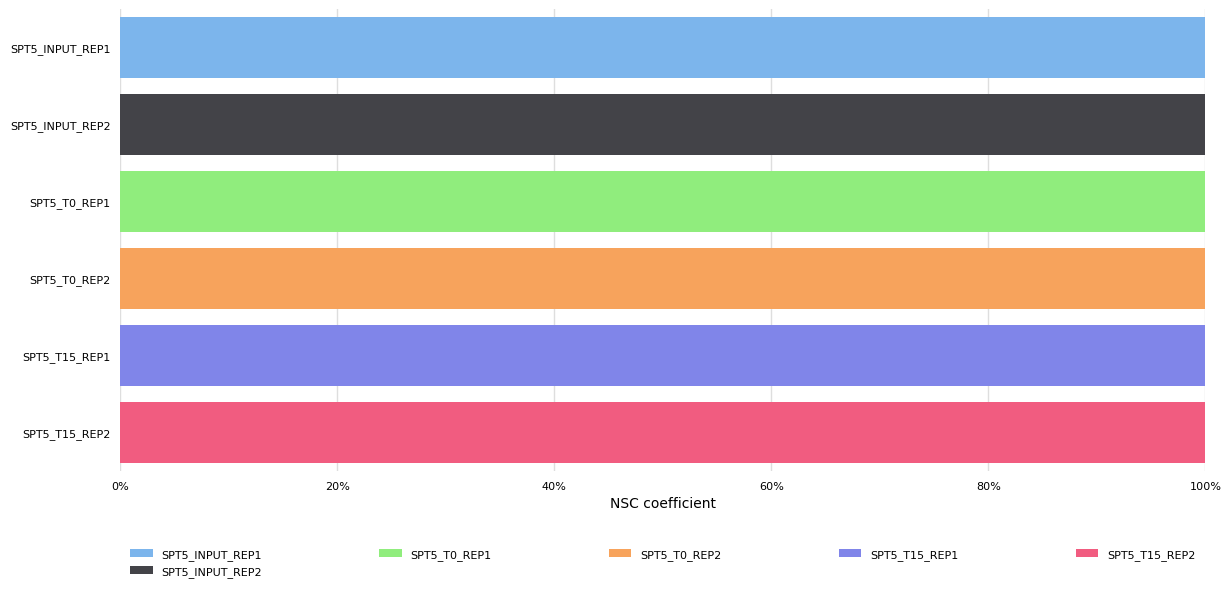 SPT5_INPUT_REP1
SPT5_INPUT_REP2
SPT5_T0_REP1
SPT5_T0_REP2
SPT5_T15_REP1
SPT5_T15_REP2
0% 20% 40% 60% 80% 100%
NSC coefficient
SPT5_INPUT_REP1 SPT5_T0_REP1 SPT5_T0_REP2 SPT5_T15_REP1 SPT5_T15_REP2
SPT5_INPUT_REP2